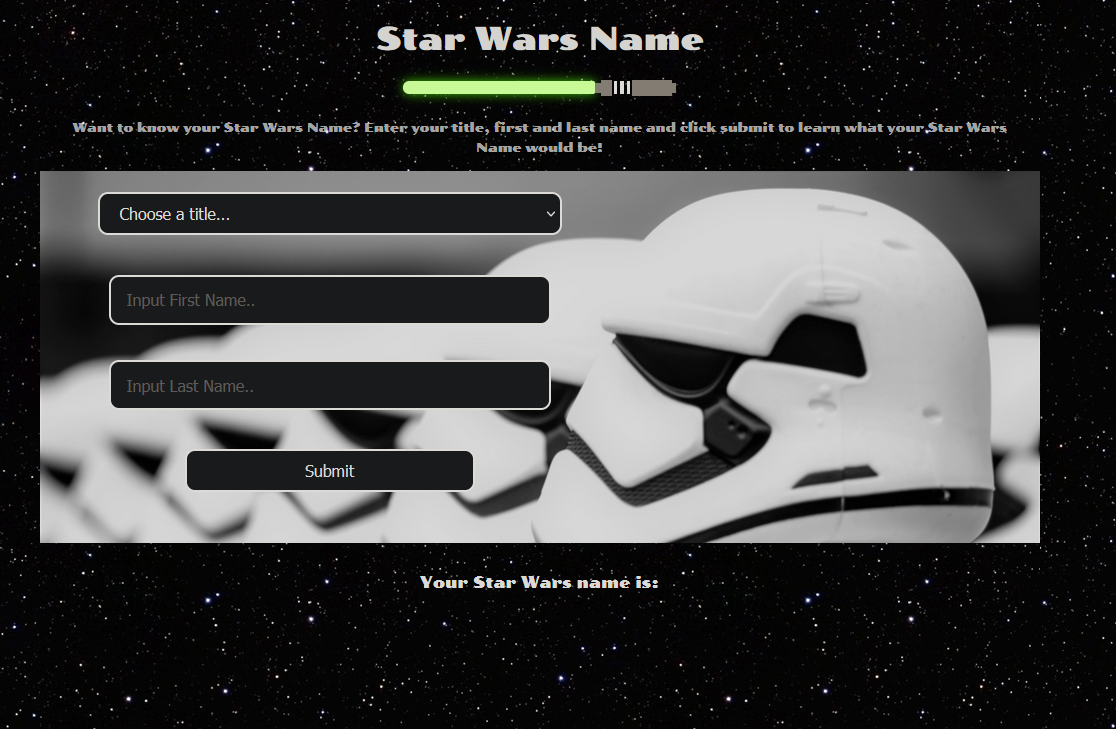 Star Wars Name
Want to know your Star Wars Name? Enter your title, first and last name and click submit to learn what your Star Wars
Name would be!
Choose a title...
Input First Name..
Input Last Name..
Submit
Your Star Wars name is: